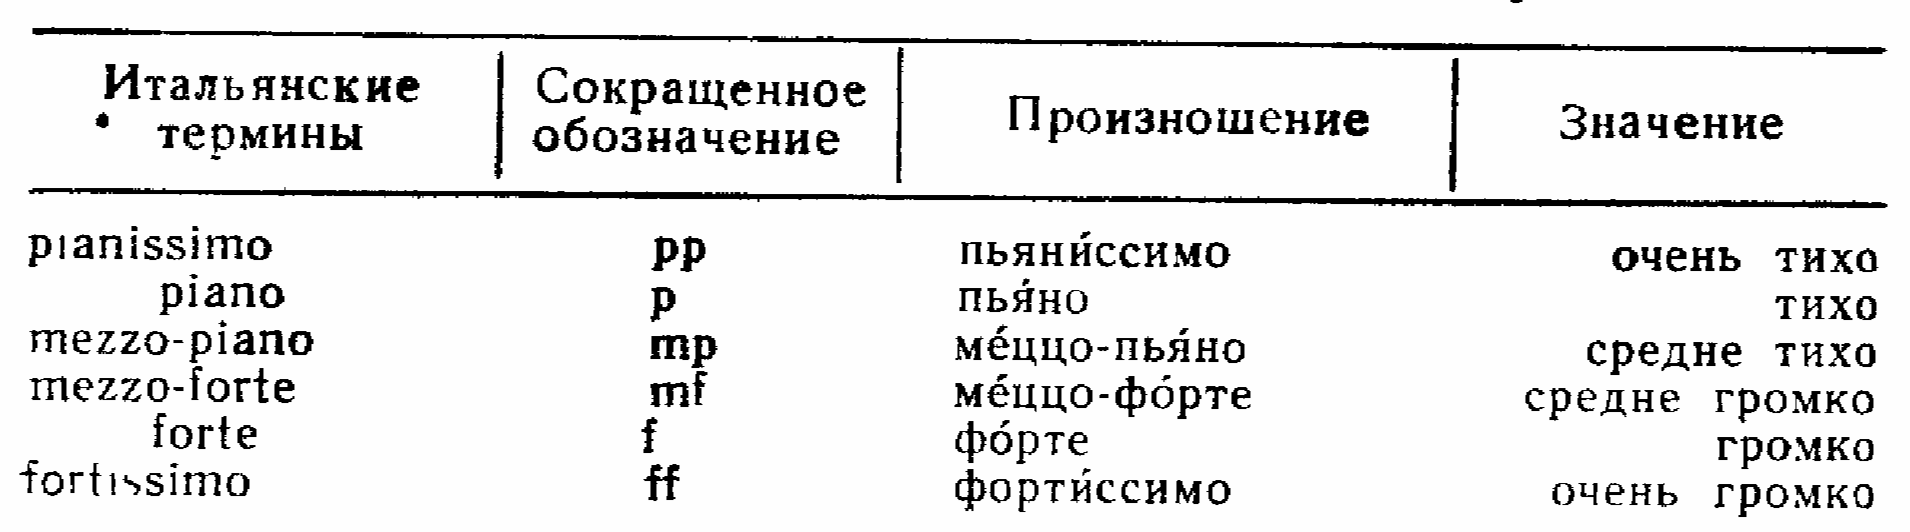 Итальянские термины Сокращенное обозначение Произношение Значение
pianissimo pp пьяни́ссимо очень тихо
piano p пья́но тихо
mezzo-piano mp ме́ццо-пья́но средне тихо
mezzo-forte mf ме́ццо-фо́рте средне громко
forte f фо́рте громко
fortissimo ff форти́ссимо очень громко